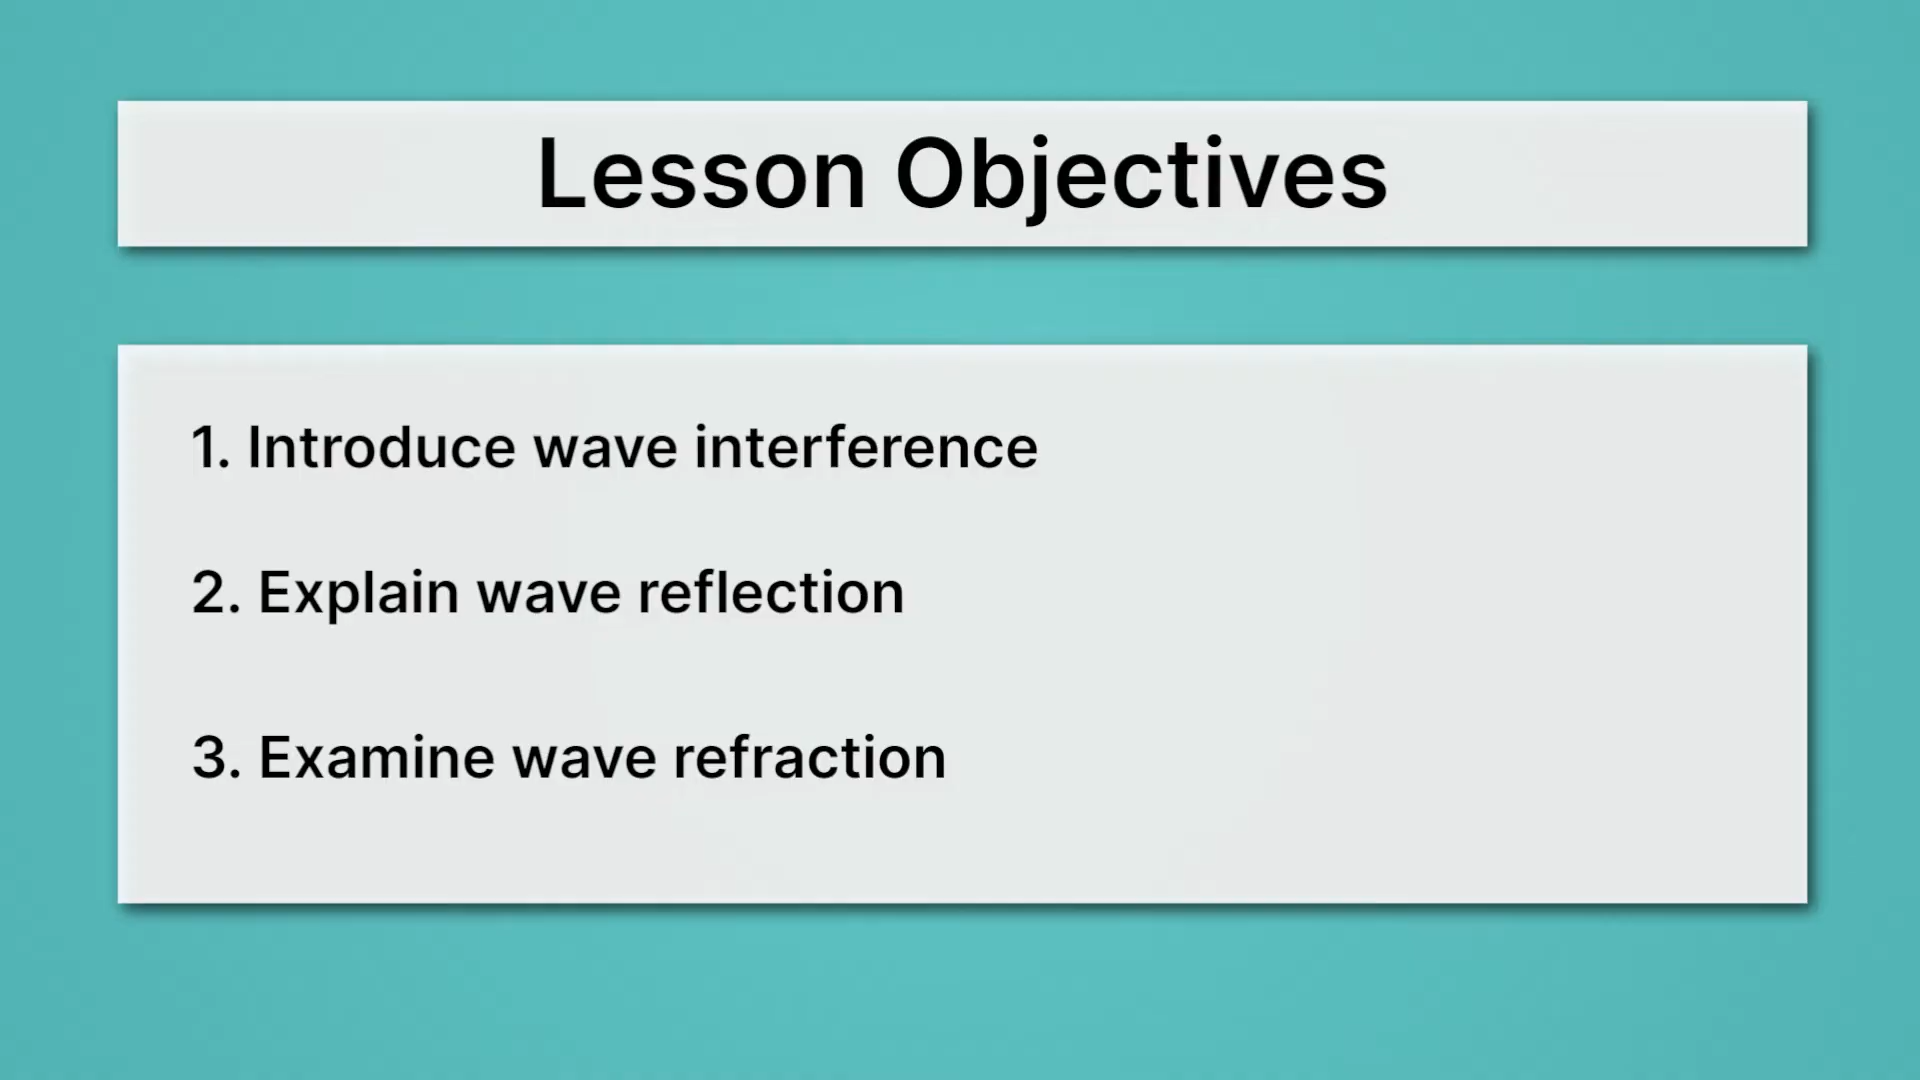 Lesson Objectives
1. Introduce wave interference
2. Explain wave reflection
3. Examine wave refraction